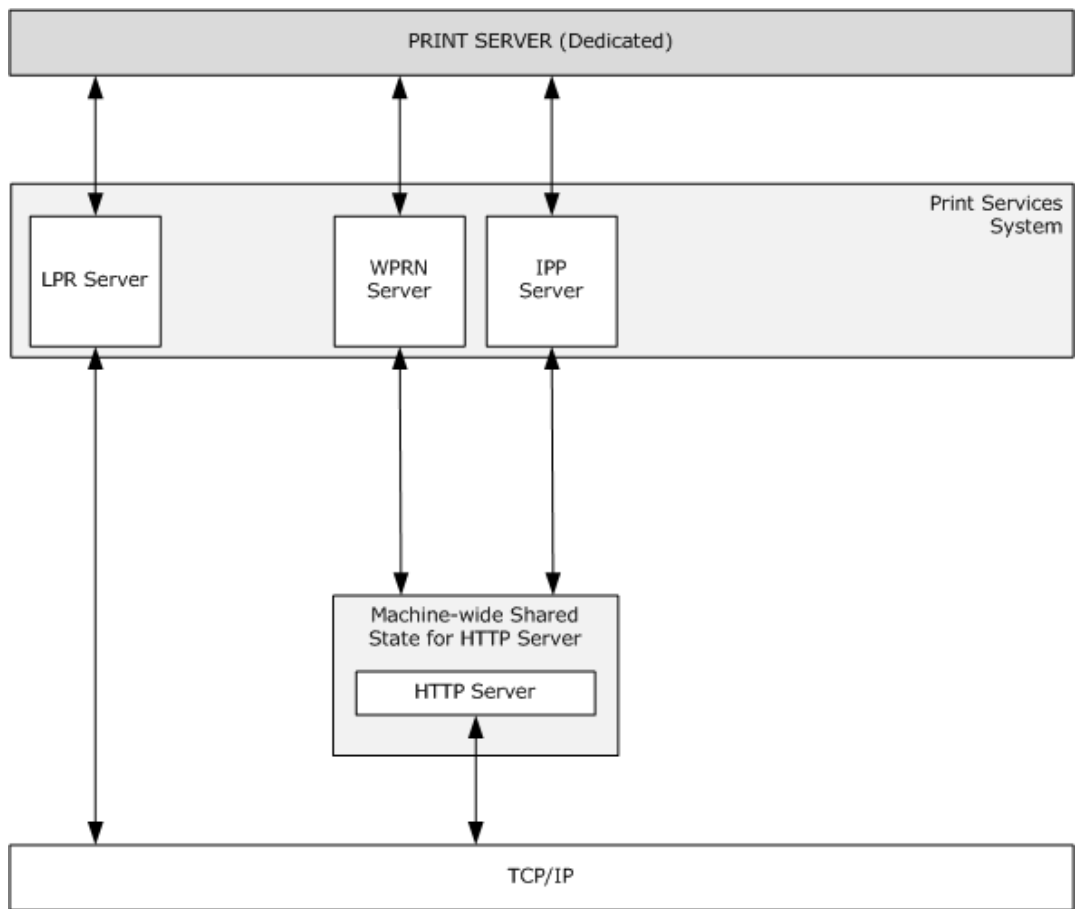 PRINT SERVER (Dedicated)
Print Services
System
LPR Server
WPRN
Server
IPP
Server
Machine-wide Shared
State for HTTP Server
HTTP Server
TCP/IP